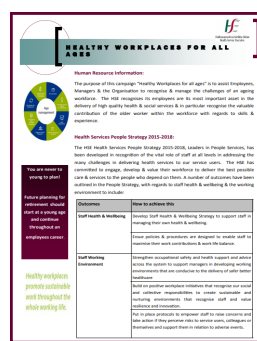 HEALTHY WORKPLACES FOR ALL
AGES
Human Resource Information:
The purpose of this campaign "Healthy Workplaces for all ages" is to assist Employees,
Managers & the Organisation to recognise & manage the challenges of an ageing
workforce. The HSE recognises its employees are its most important asset in the
delivery of high quality health & social services & in particular recognise the valuable
contribution of the older worker within the workforce with regards to skills &
experience.
Health Services People Strategy 2015-2018:
The HSE Health Services People Strategy 2015-2018, Leaders in People Services, has
been developed in recognition of the vital role of staff at all levels in addressing the
many challenges in delivering health services to our service users. The HSE has
committed to engage, develop & value their workforce to deliver the best possible
care & services to the people who depend on them. A number of outcomes have been
outlined in the People Strategy, with regards to staff health & wellbeing & the working
environment to include:
You are never to
young to plan!
Future planning for
retirement should
start at a young age
and continue
throughout an
employees career.
Healthy workplaces
promote sustainable
work throughout the
whole working life.
Outcomes How to achieve this
Staff Health & Wellbeing Develop Staff Health & Wellbeing Strategy to support staff in
managing their own health & wellbeing.
Ensure policies & procedures are designed to enable staff to
maximise their work contributions & work life balance.
Staff Working Strengthen occupational safety and health support and advice
Environment across the system to support managers in developing working
environments that are conducive to the delivery of safer better
healthcare
Build on positive workplace initiatives that recognise our social
and collective responsibilities to create sustainable and
nurturing environments that recognise staff and value
resilience and innovation.
Put in place protocols to empower staff to raise concerns and
take action if they perceive risks to service users, colleagues or
themselves and support them in relation to adverse events.